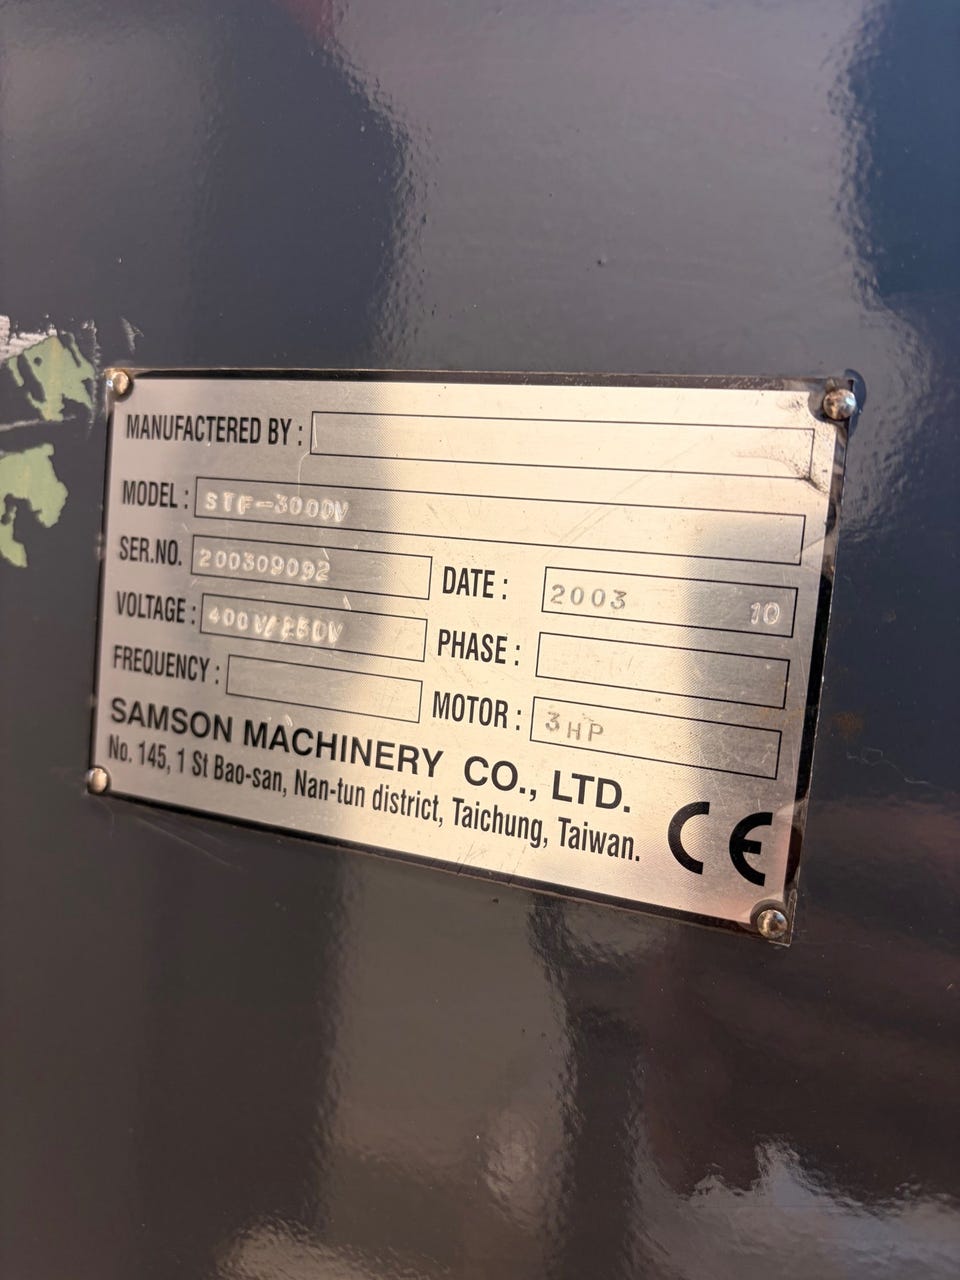 MANUFACTERED BY :
MODEL : STF-3000V
SER.NO. 200309092
DATE : 2003 10
VOLTAGE : 400V/
PHASE :
FREQUENCY :
MOTOR : 3HP
SAMSON MACHINERY CO., LTD.
No. 145, 1 St Bao-san, Nan-tun district, Taichung, Taiwan.
CE